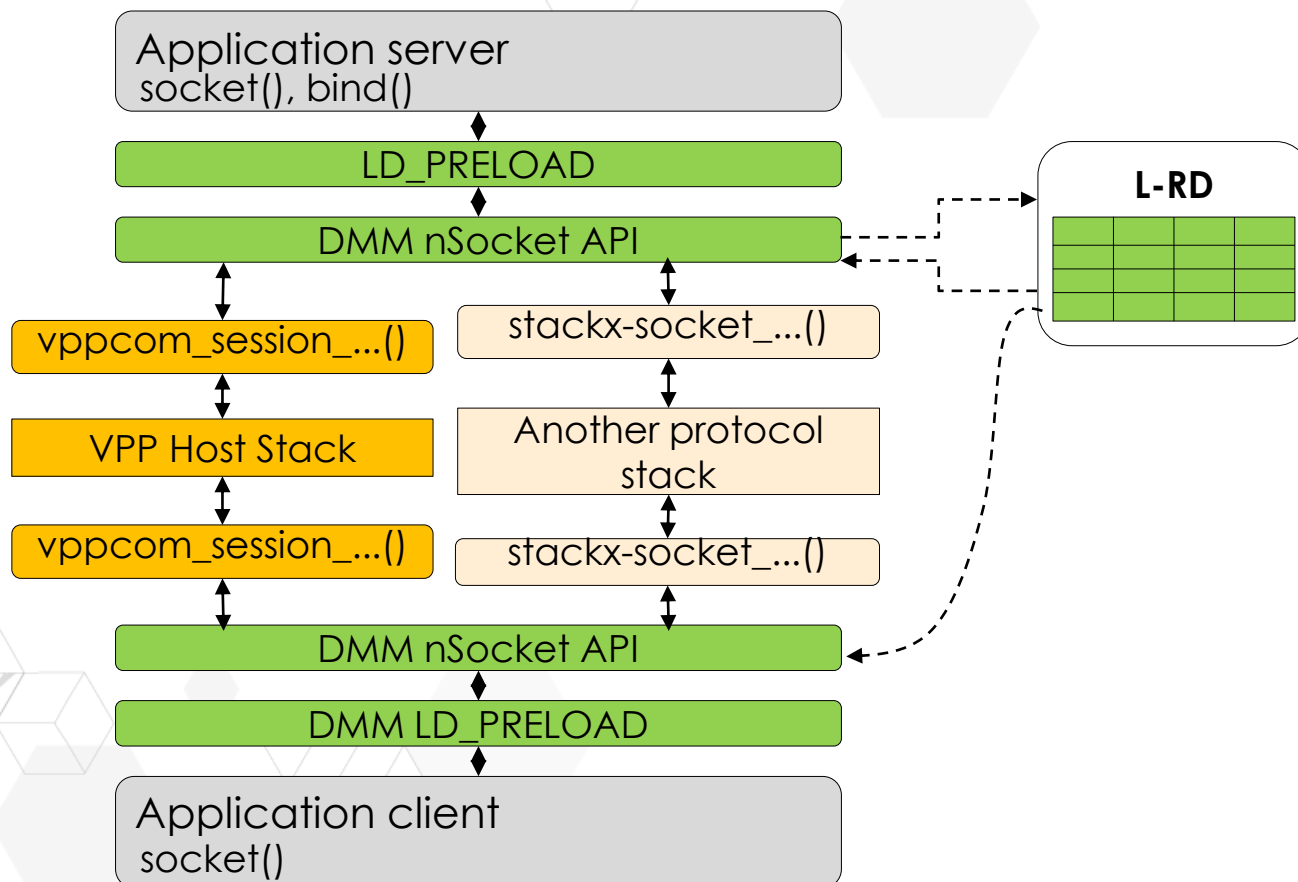 Application server
socket(), bind()
LD_PRELOAD
L-RD
DMM nSocket API
vppcom_session_...()
stackx-socket_...()
VPP Host Stack
Another protocol
stack
vppcom_session_...()
stackx-socket_...()
DMM nSocket API
DMM LD_PRELOAD
Application client
socket()